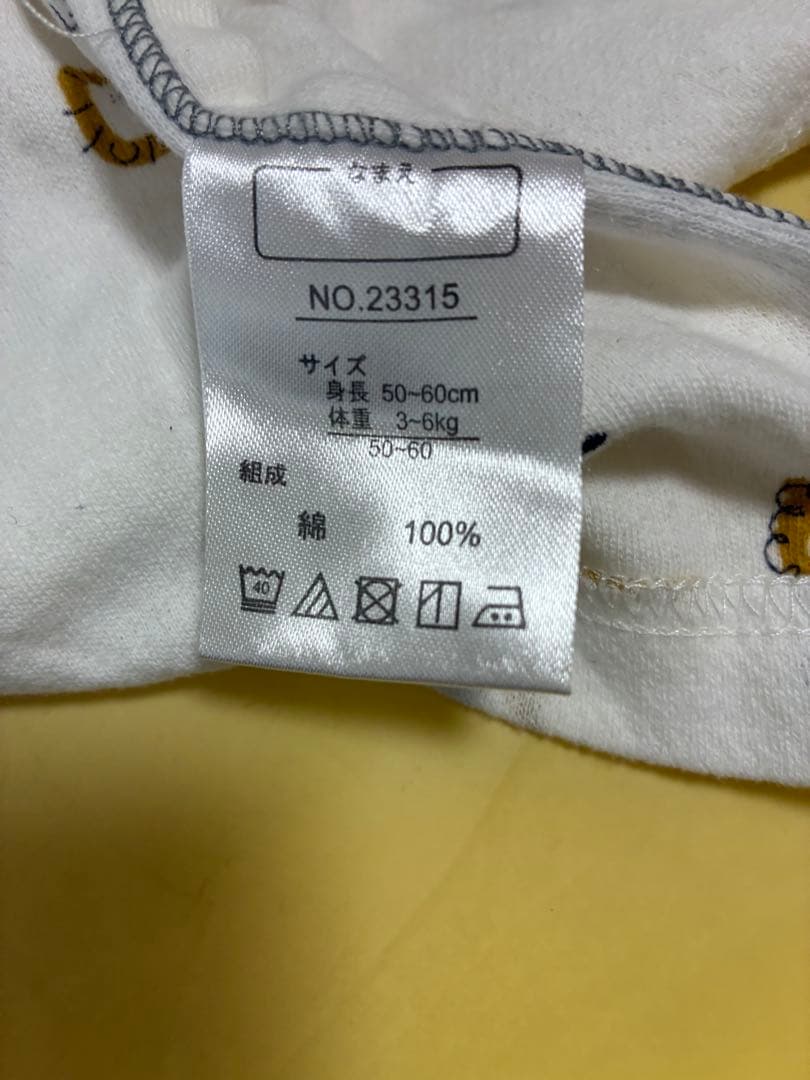 なまえ
NO.23315
サイズ
身長 50~60cm
体重 3~6kg
50~60
組成
綿 100%
40